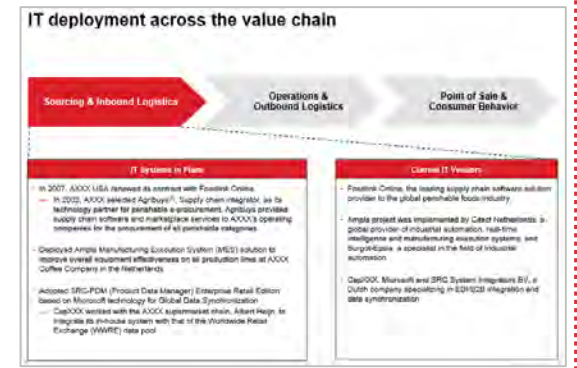 IT deployment across the value chain
Sourcing & Inbound Logistics
Operations &
Outbound Logistics
Point of Sale &
Consumer Behavior
IT Systems in Place
- In 2007, AXXX USA renewed its contract with Foodlink Online
— In 2002, AXXX selected Agribuys, Supply chain integrator, as its
technology partner for perishable e-procurement. Agribuys provided
supply chain software and marketplace services to AXXX's operating
companies for the procurement of all perishable categories
- Deployed Ample Manufacturing Execution System (MES) solution to
improve overall equipment effectiveness on all production lines at AXXX
Coffee Company in the Netherlands
- Adopted SRC-PDM (Product Data Manager) Enterprise Retail Edition
based on Microsoft technology for Global Data Synchronization
— CapXXX worked with the AXXX supermarket chain, Albert Heijn, to
integrate its in-house system with that of the Worldwide Retail
Exchange (WWRE) data pool
Current IT Vendors
- Foodlink Online, the leading supply chain software solution
provider to the global perishable foods industry
- Ample project was implemented by Netherlands, a
global provider of industrial automation, real-time
intelligence and manufacturing execution systems, and
a specialist in the field of industrial
automation
- CapXXX, Microsoft and SRC System Integrators BV, a
Dutch company specializing in integration and
data synchronization